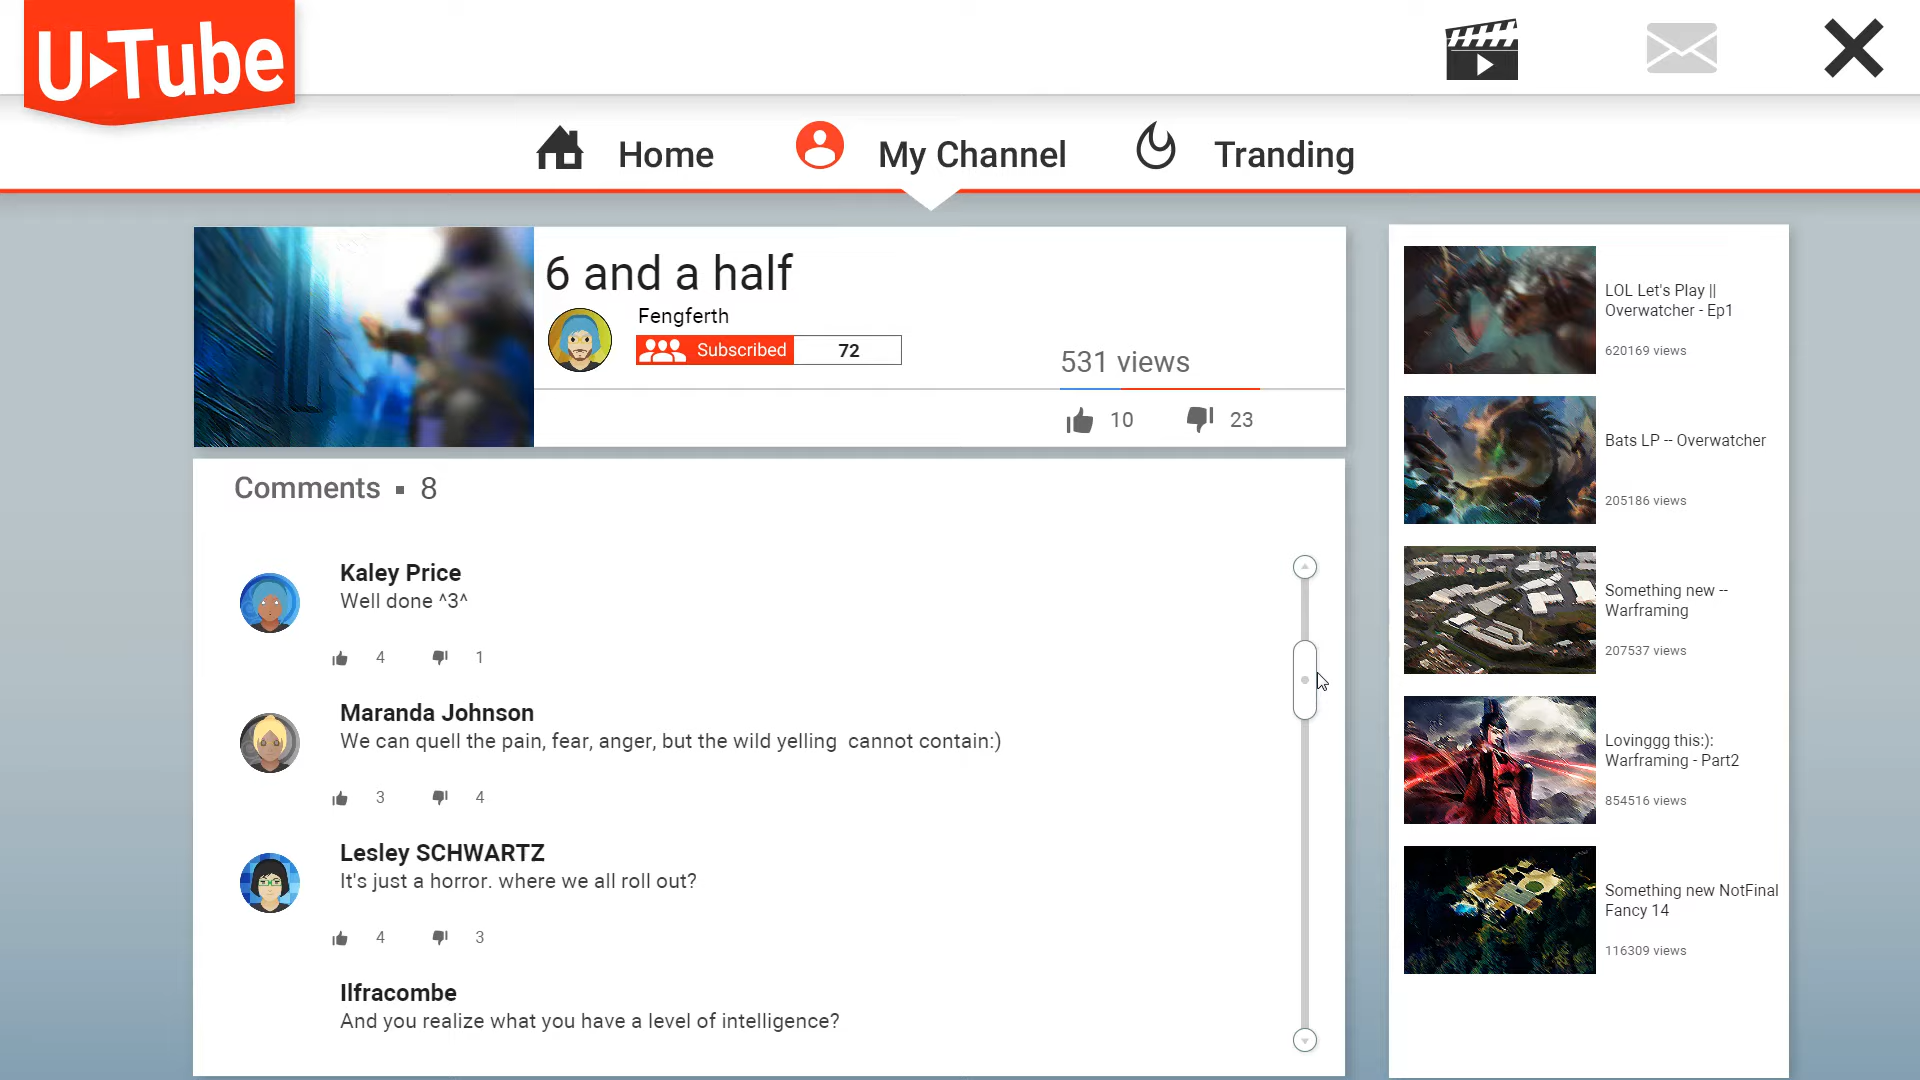 U Tube
Home
My Channel
Tranding
6 and a half
Fengferth
Subscribed
72
531 views
10
23
Comments ▪ 8
Kaley Price
Well done ^3^
4
1
Maranda Johnson
We can quell the pain, fear, anger, but the wild yelling  cannot contain:)
3
4
Lesley SCHWARTZ
It's just a horror. where we all roll out?
4
3
Ilfracombe
And you realize what you have a level of intelligence?
LOL Let's Play ||
Overwatcher - Ep1
620169 views
Bats LP -- Overwatcher
205186 views
Something new --
Warframing
207537 views
Lovinggg this:):
Warframing - Part2
854516 views
Something new NotFinal
Fancy 14
116309 views